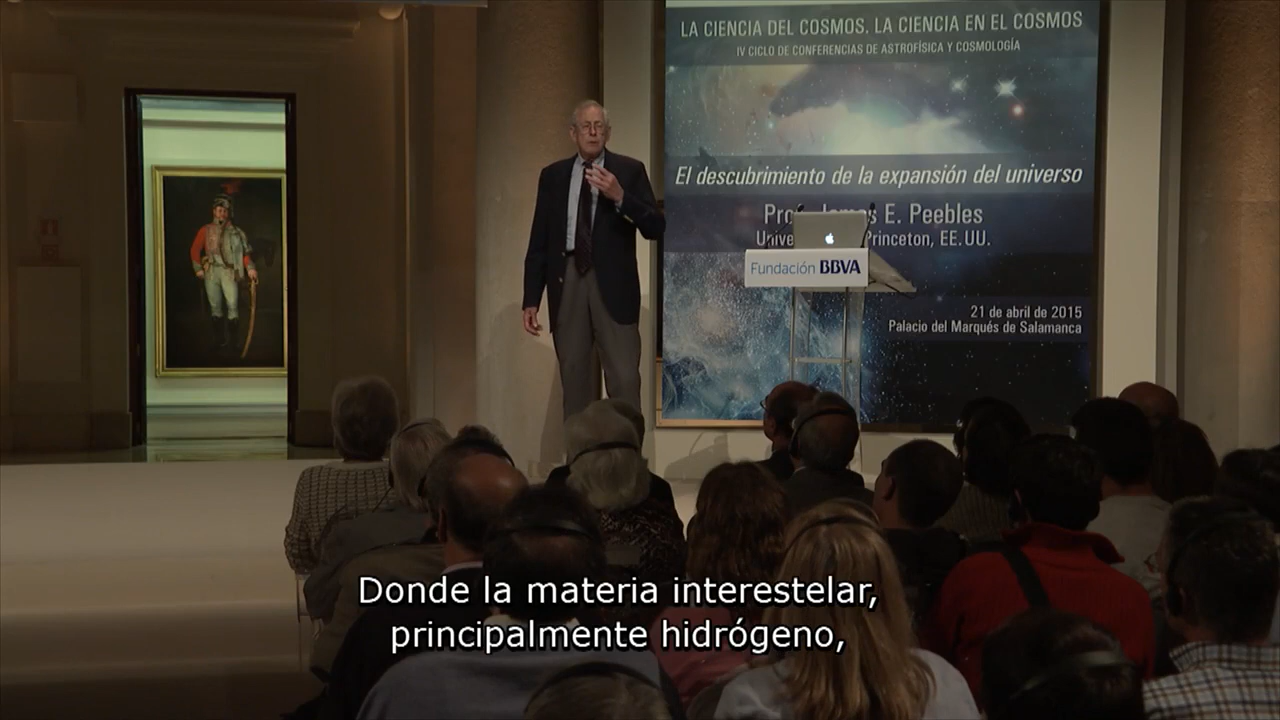 LA CIENCIA DEL COSMOS. LA CIENCIA EN EL COSMOS
IV CICLO DE CONFERENCIAS DE ASTROFÍSICA Y COSMOLOGÍA
El descubrimiento de la expansión del universo
E. Peebles
Princeton, EE.UU.
Fundación BBVA
21 de abril de 2015
Palacio del Marqués de Salamanca
Donde la materia interestelar,
principalmente hidrógeno,